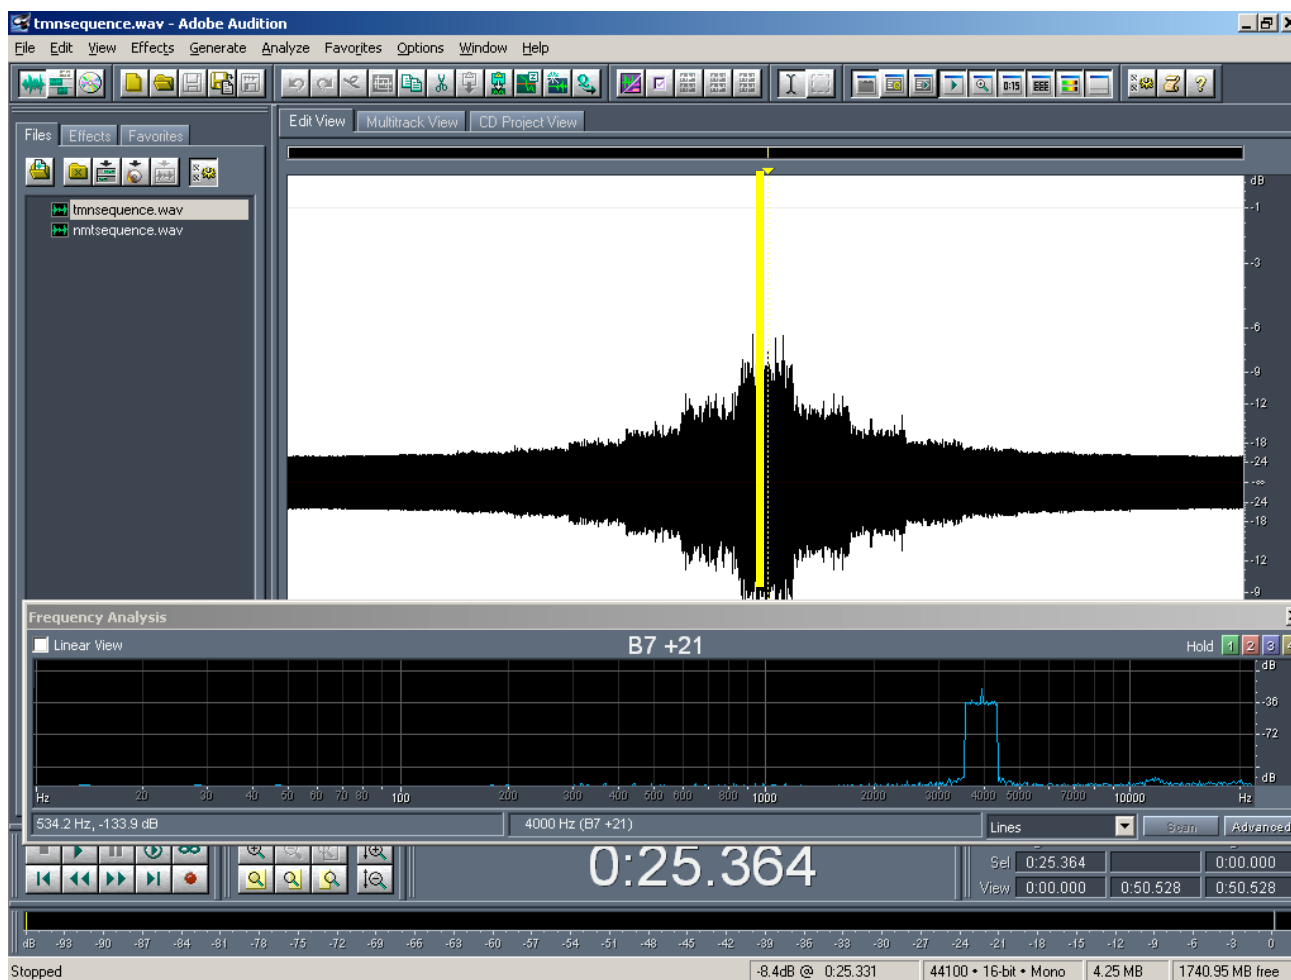 tmnsequence.wav - Adobe Audition
File Edit View Effects Generate Analyze Favorites Options Window Help
Files Effects Favorites
Edit View Multitrack View CD Project View
tmnsequence.wav
nmtsequence.wav
dB
-1
-3
-6
-9
-12
-18
-24
-∞
-24
-18
-12
-9
Frequency Analysis
Linear View B7 +21 Hold 1 2 3 4
dB
-36
-72
dB
Hz 20 30 40 50 60 70 80 100 200 300 400 500 600 800 1000 2000 3000 4000 5000 7000 10000 Hz
534.2 Hz, -133.9 dB 4000 Hz (B7 +21) Lines Scan Advanced
0:25.364
Sel 0:25.364 0:00.000
View 0:00.000 0:50.528 0:50.528
dB -93 -90 -87 -84 -81 -78 -75 -72 -69 -66 -63 -60 -57 -54 -51 -48 -45 -42 -39 -36 -33 -30 -27 -24 -21 -18 -15 -12 -9 -6 -3 0
Stopped -8.4dB @ 0:25.331 44100 • 16-bit • Mono 4.25 MB 1740.95 MB free